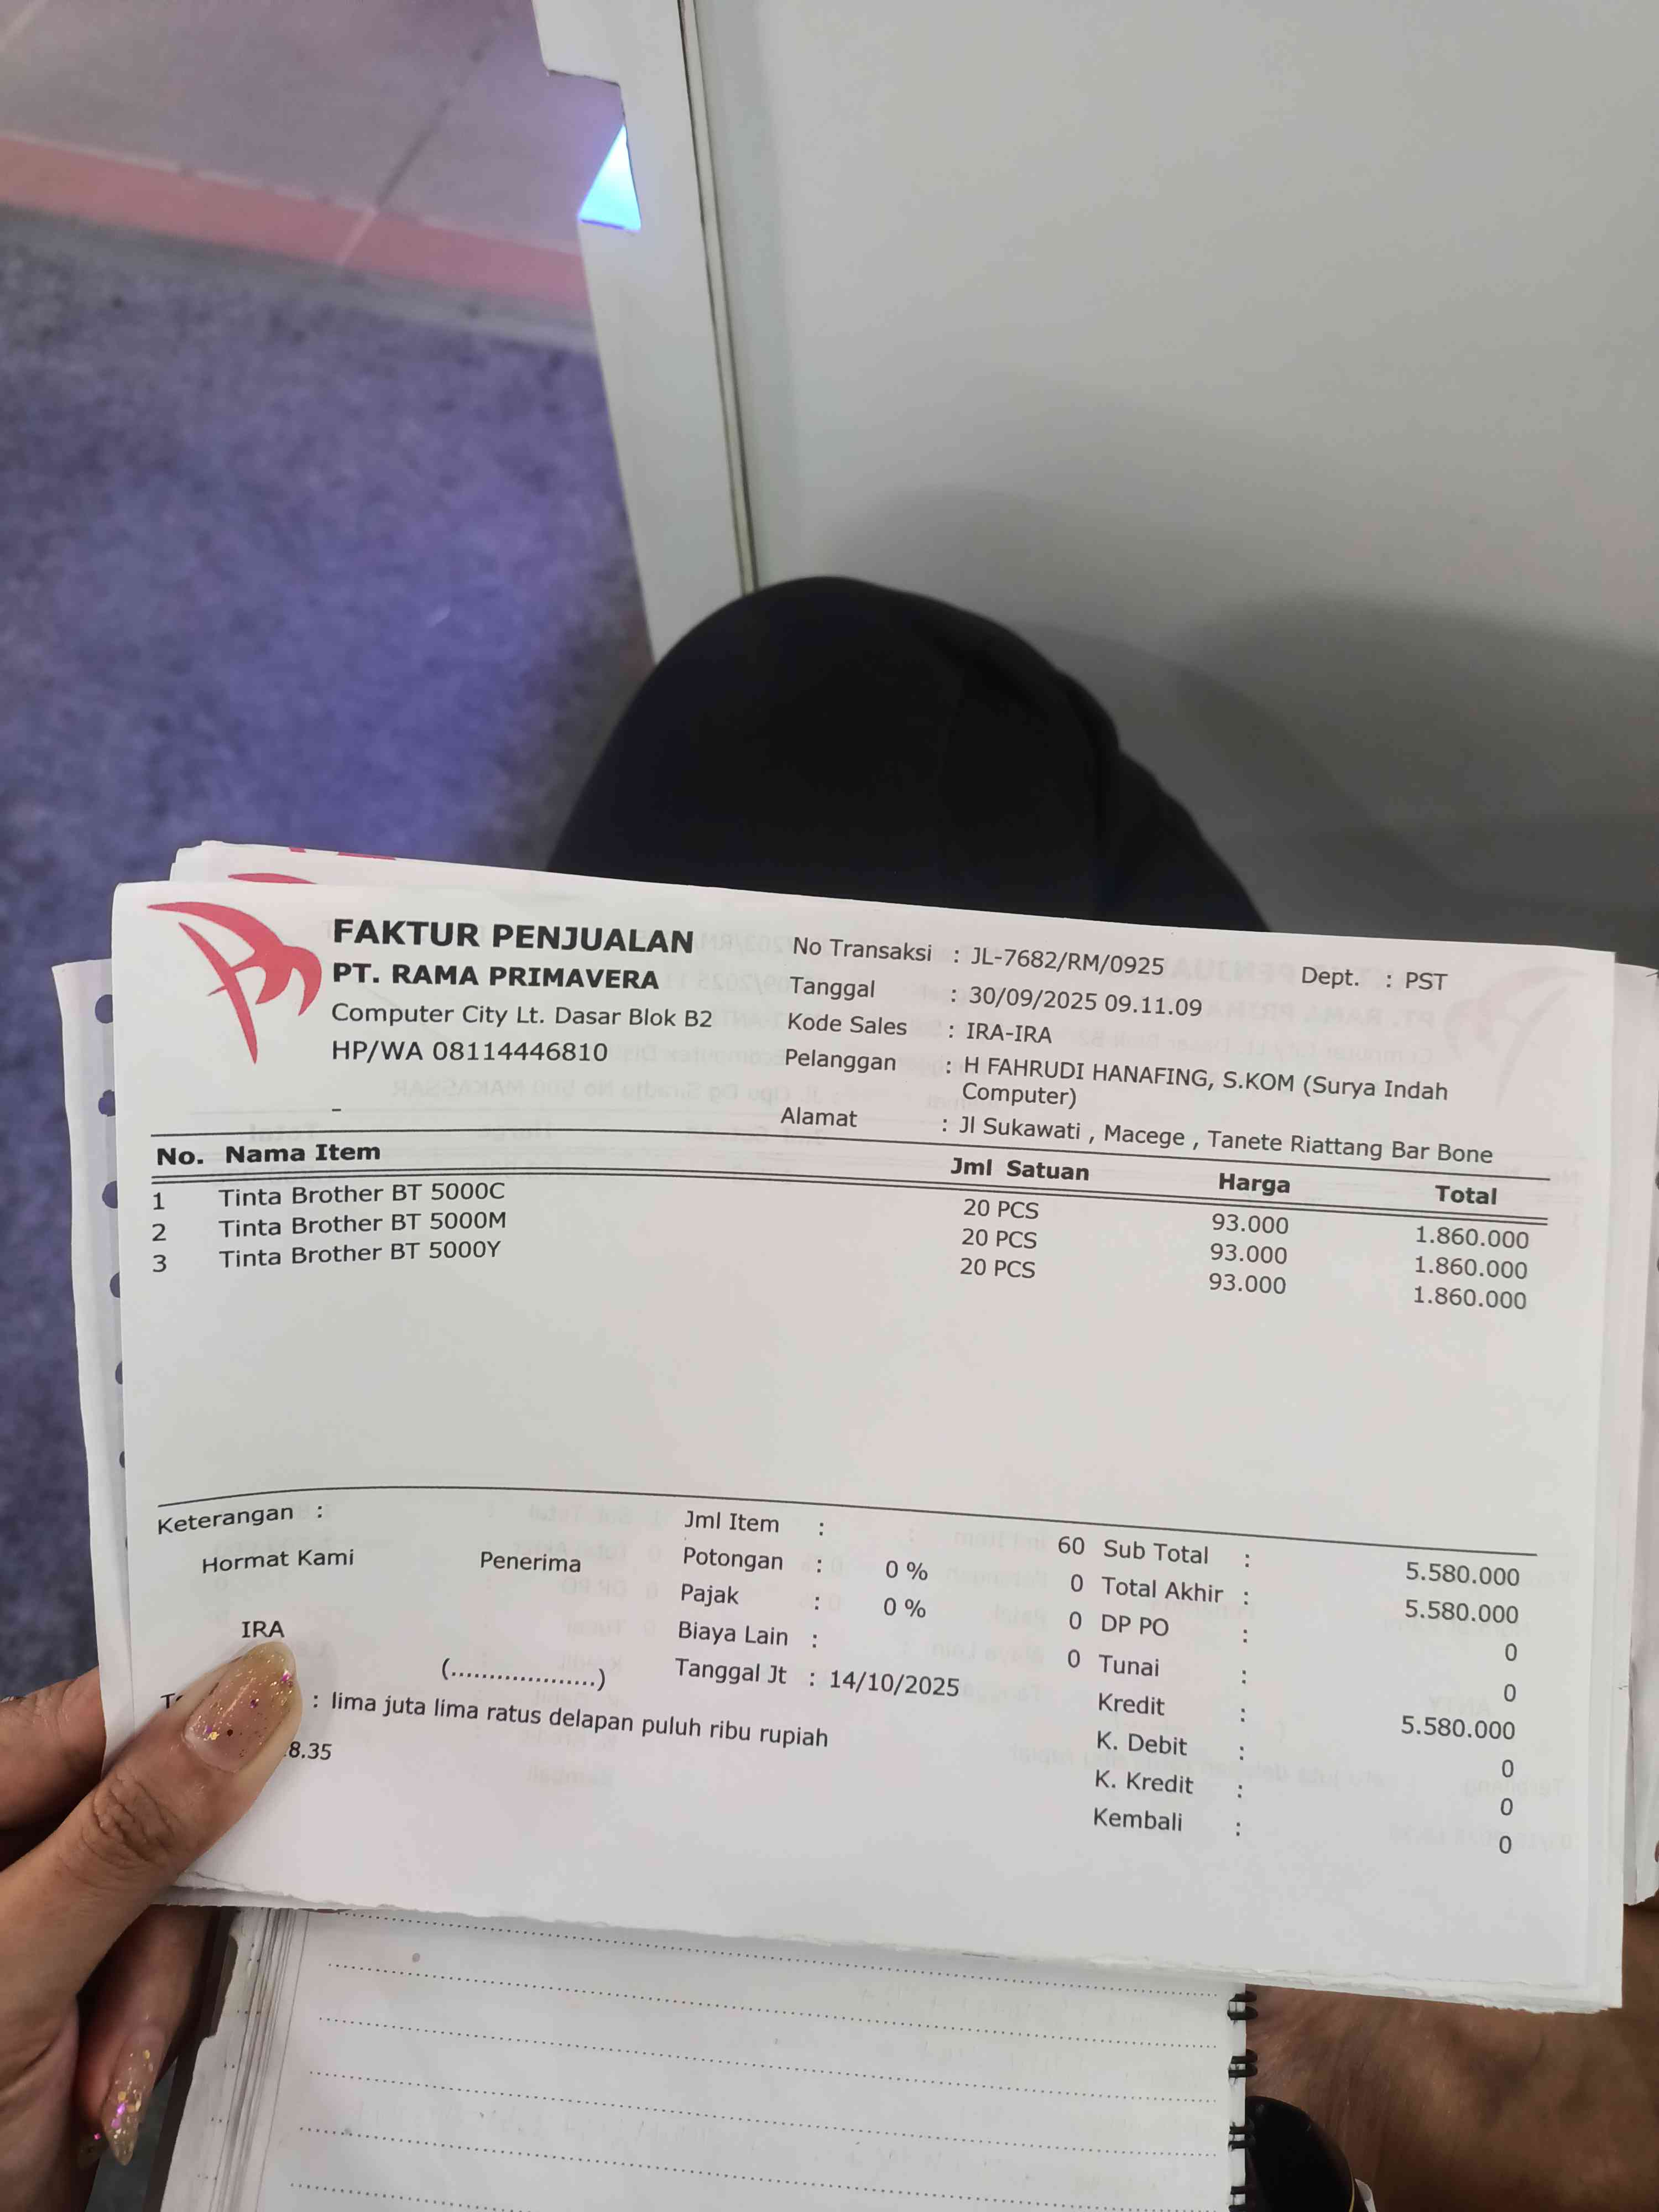 FAKTUR PENJUALAN
PT. RAMA PRIMAVERA
Computer City Lt. Dasar Blok B2
HP/WA 08114446810
-
No Transaksi : JL-7682/RM/0925 Dept. : PST
Tanggal : 30/09/2025 09.11.09
Kode Sales : IRA-IRA
Pelanggan : H FAHRUDI HANAFING, S.KOM (Surya Indah
Computer)
Alamat : Jl Sukawati , Macege , Tanete Riattang Bar Bone
No. Nama Item Jml Satuan Harga Total
1 Tinta Brother BT 5000C 20 PCS 93.000 1.860.000
2 Tinta Brother BT 5000M 20 PCS 93.000 1.860.000
3 Tinta Brother BT 5000Y 20 PCS 93.000 1.860.000
Keterangan :
Hormat Kami Penerima
IRA
(...................)
Jml Item : 60
Potongan : 0 % 0
Pajak : 0 % 0
Biaya Lain : 0
Tanggal Jt : 14/10/2025
Sub Total : 5.580.000
Total Akhir : 5.580.000
DP PO : 0
Tunai : 0
Kredit : 5.580.000
K. Debit : 0
K. Kredit : 0
Kembali : 0
: lima juta lima ratus delapan puluh ribu rupiah
8.35